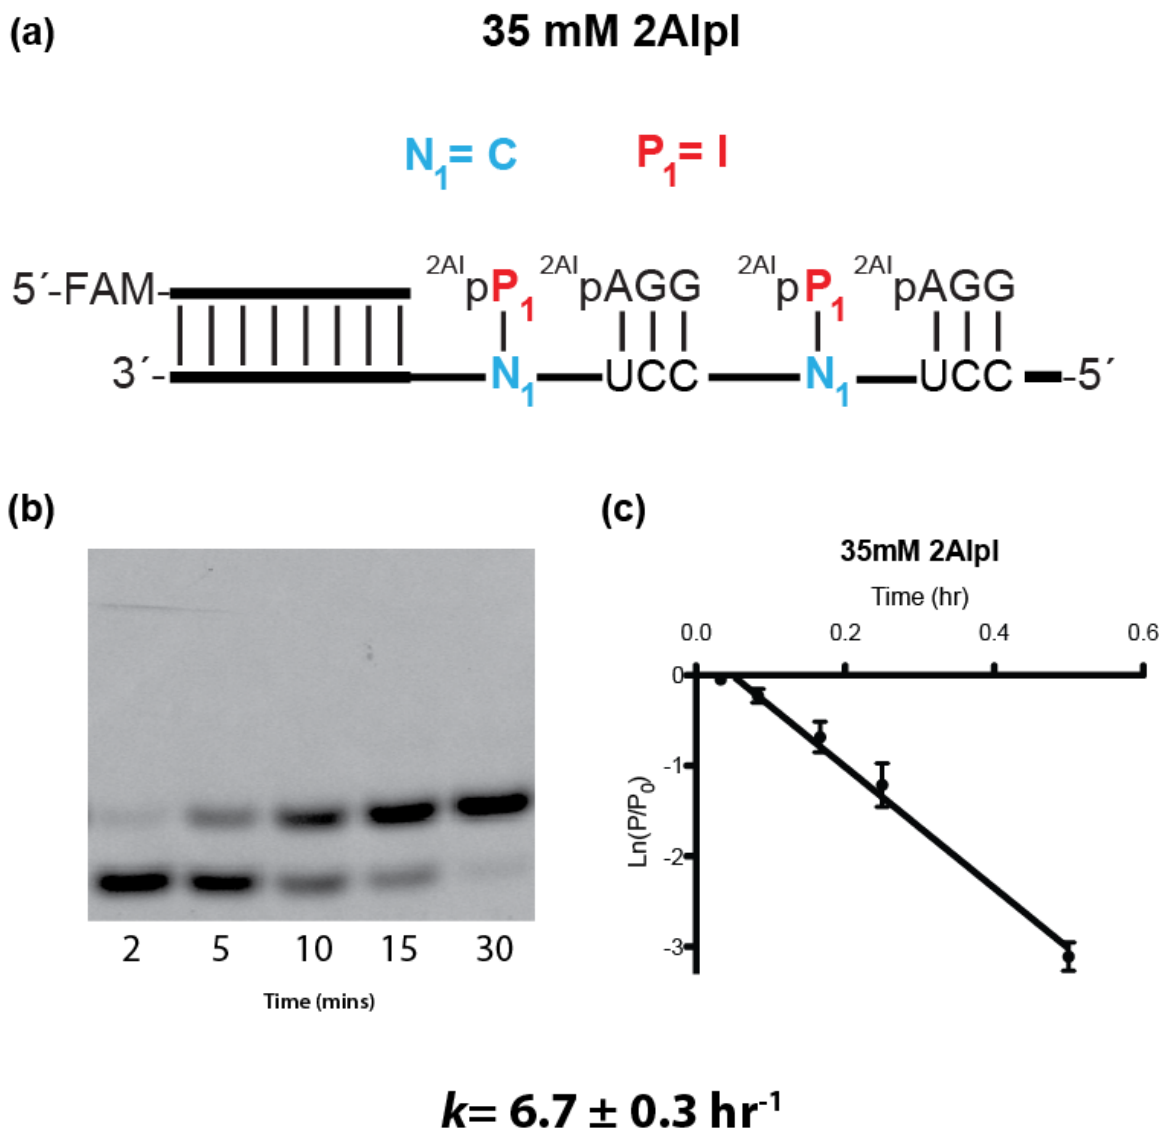 (a)
35 mM 2AIpI
N1= C P1= I
5´-FAM- 2AIpP1 2AIpAGG 2AIpP1 2AIpAGG
3´- N1 UCC N1 UCC -5´
(b)
2 5 10 15 30
Time (mins)
(c)
35mM 2AIpI
Time (hr)
0.0 0.2 0.4 0.6
0
-1
-2
-3
Ln(P/P0)
k= 6.7 ± 0.3 hr-1